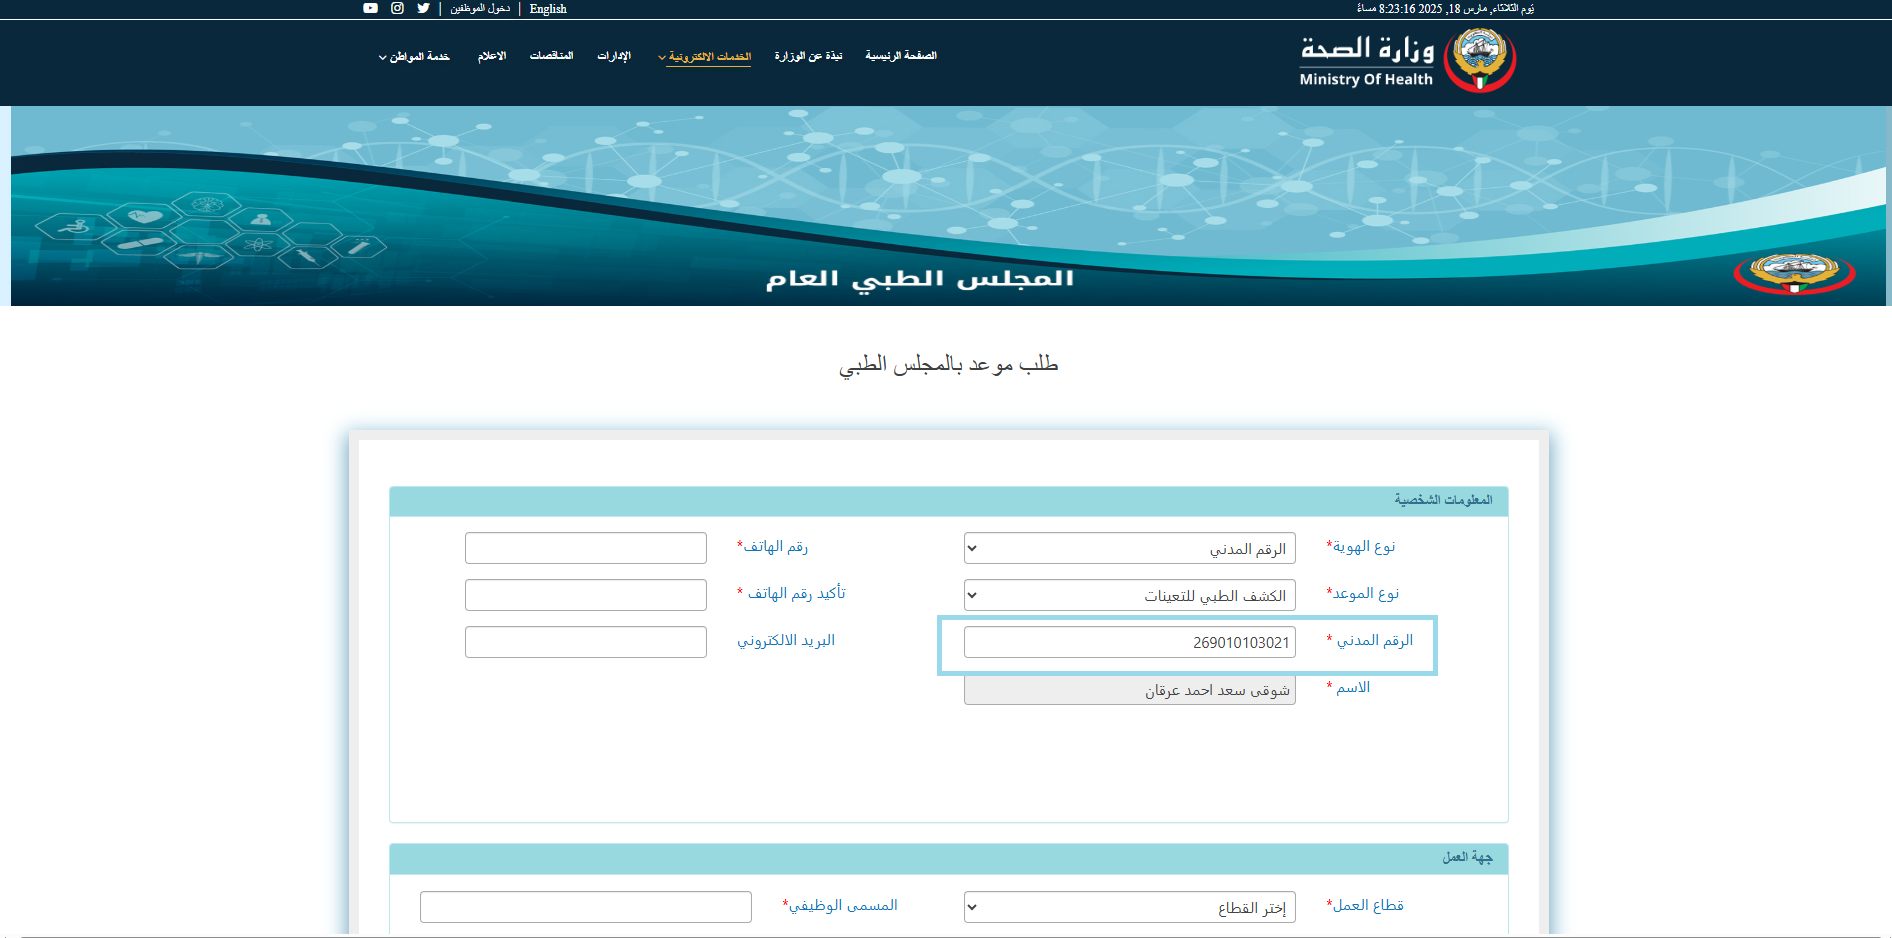 يوم الثلاثاء, مارس 18, 2025 8:23:16 مساءً
English | دخول الموظفين |
وزارة الصحة
Ministry Of Health
الصفحة الرئيسية
نبذة عن الوزارة
الخدمات الالكترونية
الإدارات
المناقصات
الاعلام
خدمة المواطن
المجلس الطبي العام
طلب موعد بالمجلس الطبي
المعلومات الشخصية
نوع الهوية* الرقم المدني
رقم الهاتف*
نوع الموعد* الكشف الطبي للتعينات
تأكيد رقم الهاتف *
الرقم المدني * 269010103021
البريد الالكتروني
الاسم * شوقى سعد احمد عرقان
جهة العمل
قطاع العمل* إختر القطاع
المسمى الوظيفي*